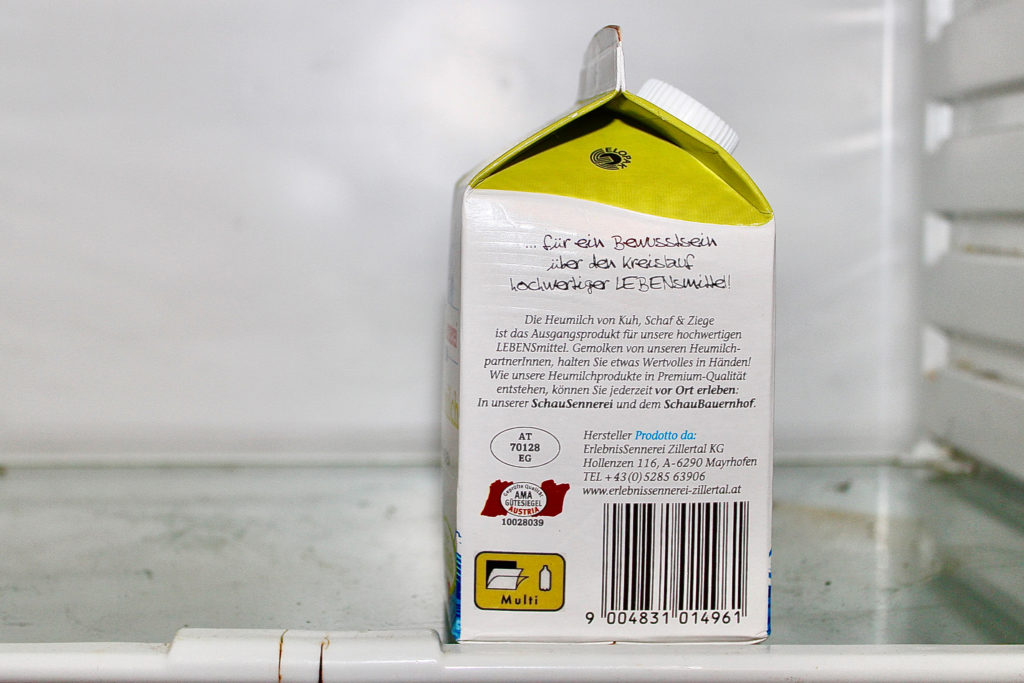 ELOPAK
... für ein Bewusstsein
über den Kreislauf
hochwertiger LEBENsmittel!
Die Heumilch von Kuh, Schaf & Ziege
ist das Ausgangsprodukt für unsere hochwertigen
LEBENSmittel. Gemolken von unseren Heumilch-
partnerInnen, halten Sie etwas Wertvolles in Händen!
Wie unsere Heumilchprodukte in Premium-Qualität
entstehen, können Sie jederzeit vor Ort erleben:
In unserer SchauSennerei und dem SchauBauernhof.
AT
70128
EG
Hersteller Prodotto da:
ErlebnisSennerei Zillertal KG
Hollenzen 116, A-6290 Mayrhofen
TEL +43(0)5285 63906
www.erlebnissennerei-zillertal.at
Geprüfte Qualität
AMA
GÜTESIEGEL
AUSTRIA
10028039
Multi
9 004831 014961